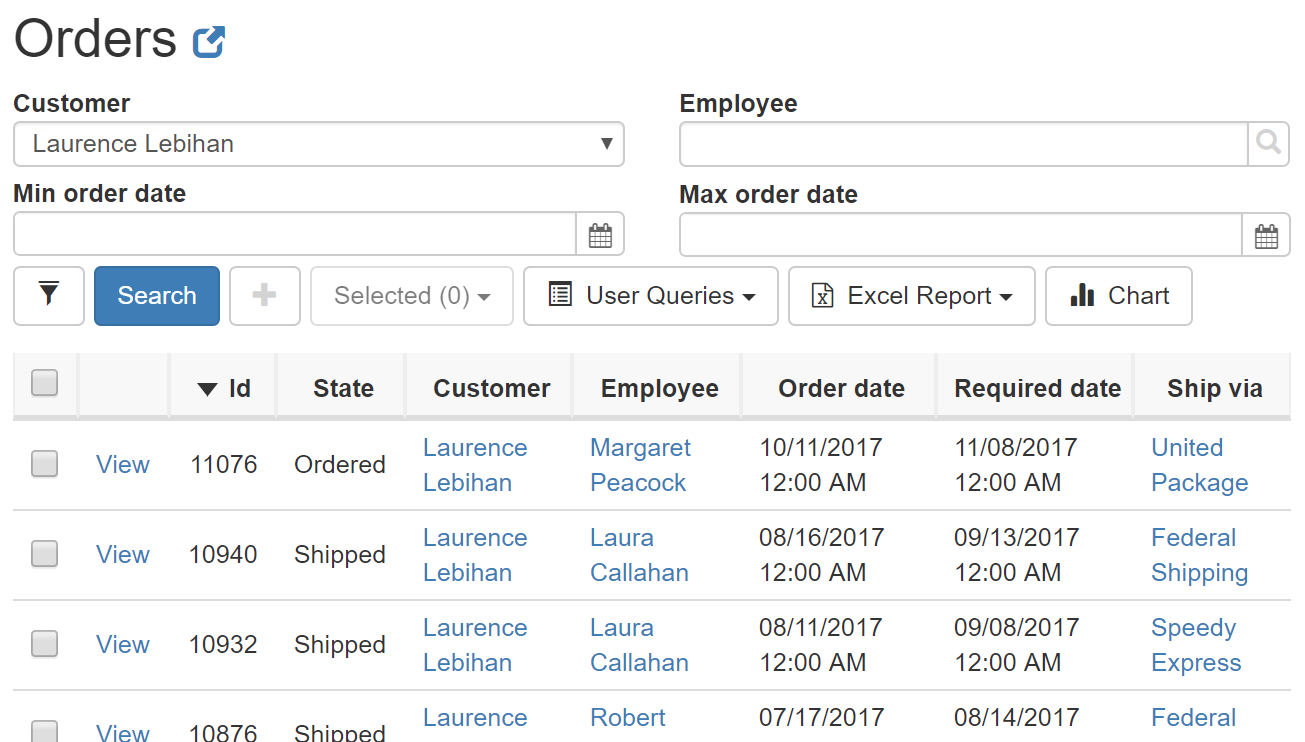 Orders
Customer Employee
Laurence Lebihan
Min order date Max order date
Search Selected (0) User Queries Excel Report Chart
Id State Customer Employee Order date Required date Ship via
View 11076 Ordered Laurence Lebihan Margaret Peacock 10/11/2017 12:00 AM 11/08/2017 12:00 AM United Package
View 10940 Shipped Laurence Lebihan Laura Callahan 08/16/2017 12:00 AM 09/13/2017 12:00 AM Federal Shipping
View 10932 Shipped Laurence Lebihan Laura Callahan 08/11/2017 12:00 AM 09/08/2017 12:00 AM Speedy Express
View 10876 Shipped Laurence Robert 07/17/2017 08/14/2017 Federal